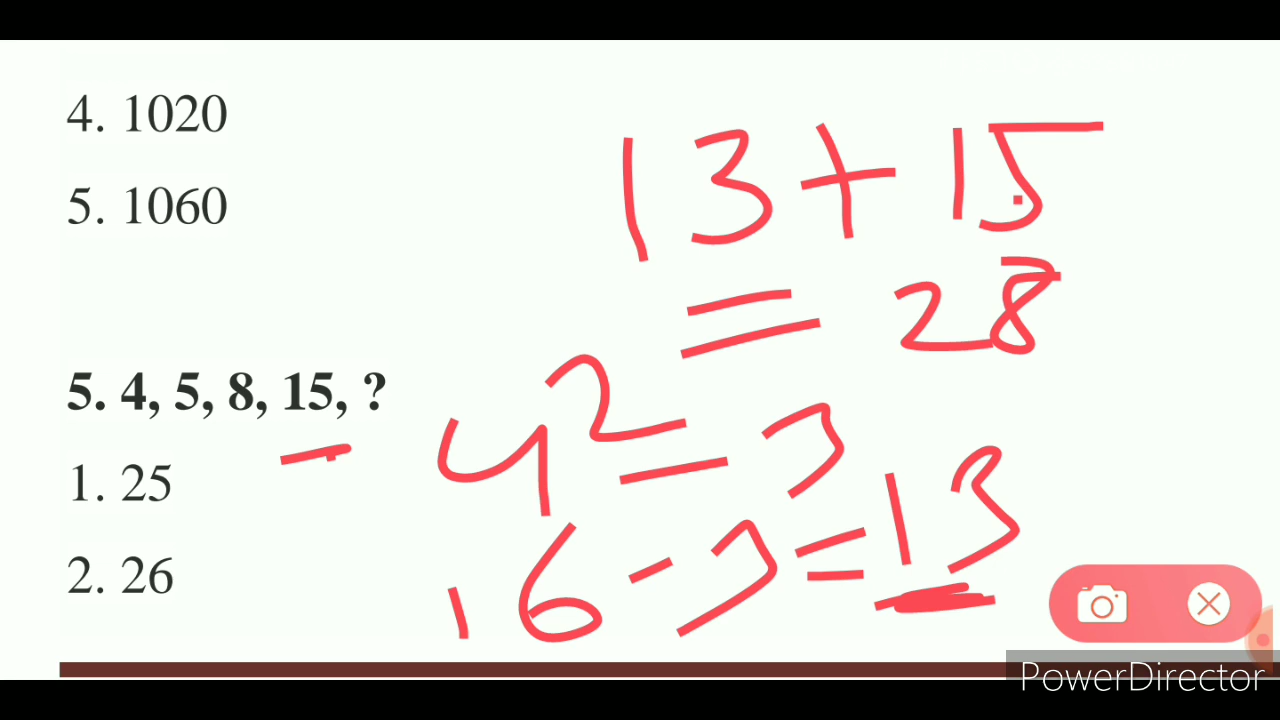 4. 1020
5. 1060
13+15
= 28
5. 4, 5, 8, 15, ?
4² = 3
1. 25
16-3=13
2. 26
PowerDirector